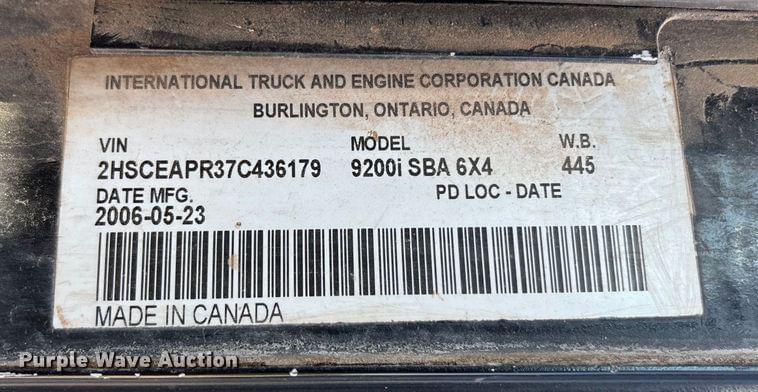 INTERNATIONAL TRUCK AND ENGINE CORPORATION CANADA
BURLINGTON, ONTARIO, CANADA
VIN MODEL W.B.
2HSCEAPR37C436179 9200i SBA 6X4 445
DATE MFG. PD LOC - DATE
2006-05-23
MADE IN CANADA
Purple Wave Auction